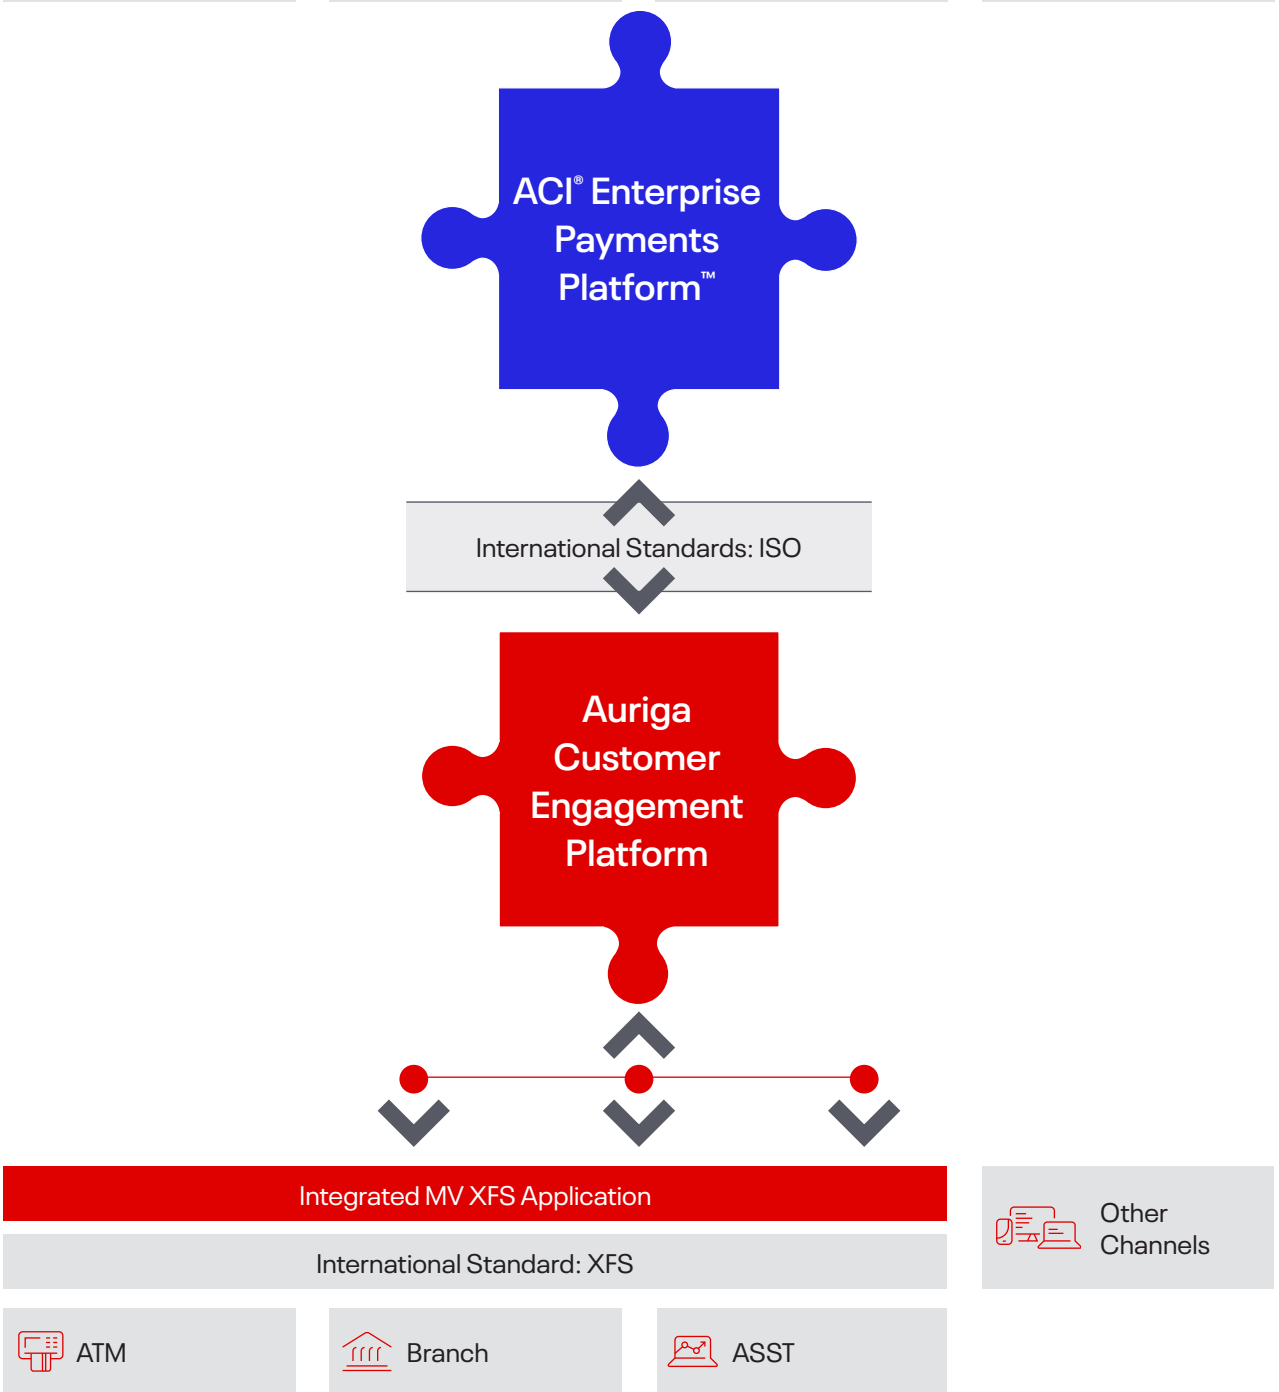 ACI® Enterprise
Payments
Platform™
International Standards: ISO
Auriga
Customer
Engagement
Platform
Integrated MV XFS Application
Other
Channels
International Standard: XFS
ATM
Branch
ASST